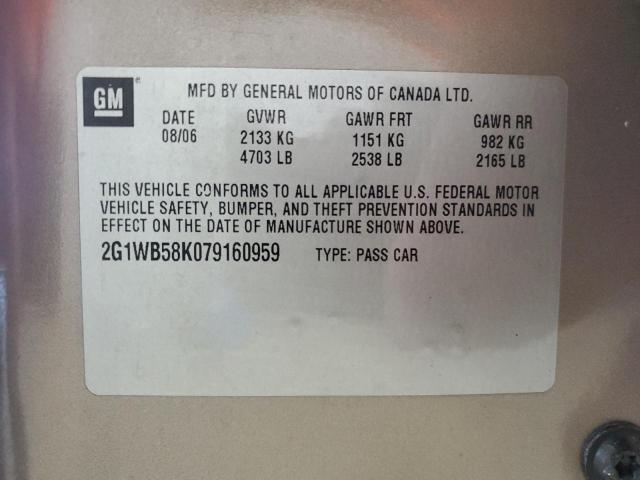 GM
MFD BY GENERAL MOTORS OF CANADA LTD.
DATE GVWR GAWR FRT GAWR RR
08/06 2133 KG 1151 KG 982 KG
4703 LB 2538 LB 2165 LB
THIS VEHICLE CONFORMS TO ALL APPLICABLE U.S. FEDERAL MOTOR
VEHICLE SAFETY, BUMPER, AND THEFT PREVENTION STANDARDS IN
EFFECT ON THE DATE OF MANUFACTURE SHOWN ABOVE.
2G1WB58K079160959 TYPE: PASS CAR